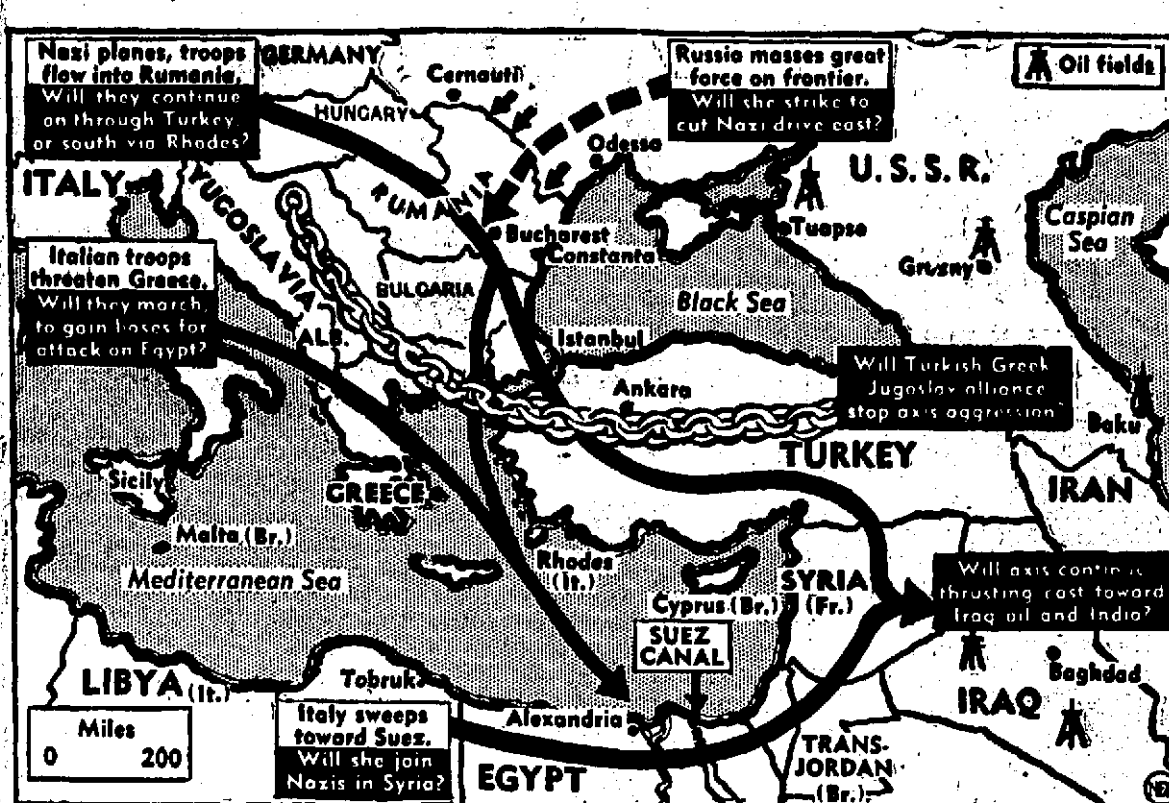 Nazi planes, troops
flow into Rumania.
Will they continue
on through Turkey,
or south via Rhodes?
GERMANY
Cernauti
HUNGARY
Russia masses great
force on frontier.
Will she strike to
cut Nazi drive east?
Oil fields
Odessa
U. S. S. R.
ITALY
YUGOSLAVIA
RUMANIA
Tuapse
Caspian
Sea
Italian troops
threaten Greese.
Will they march,
to gain bases for
attack on Egypt?
Bucharest
Constanta
Grozny
BULGARIA
Black Sea
ALB.
Istanbul
Ankara
Will Turkish Greek
Jugoslav alliance
stop axis aggression?
Baku
TURKEY
Sicily
GREECE
IRAN
Malta (Br.)
Rhodes
(It.)
Mediterranean Sea
Cyprus (Br.)
SYRIA
(Fr.)
Will axis continue
thrusting east toward
Iraq oil and India?
SUEZ
CANAL
LIBYA (It.)
Tobruk
Baghdad
IRAQ
Miles
0 200
Italy sweeps
toward Suez.
Will she join
Nazis in Syria?
Alexandria
EGYPT
TRANS-
JORDAN
(Br.)